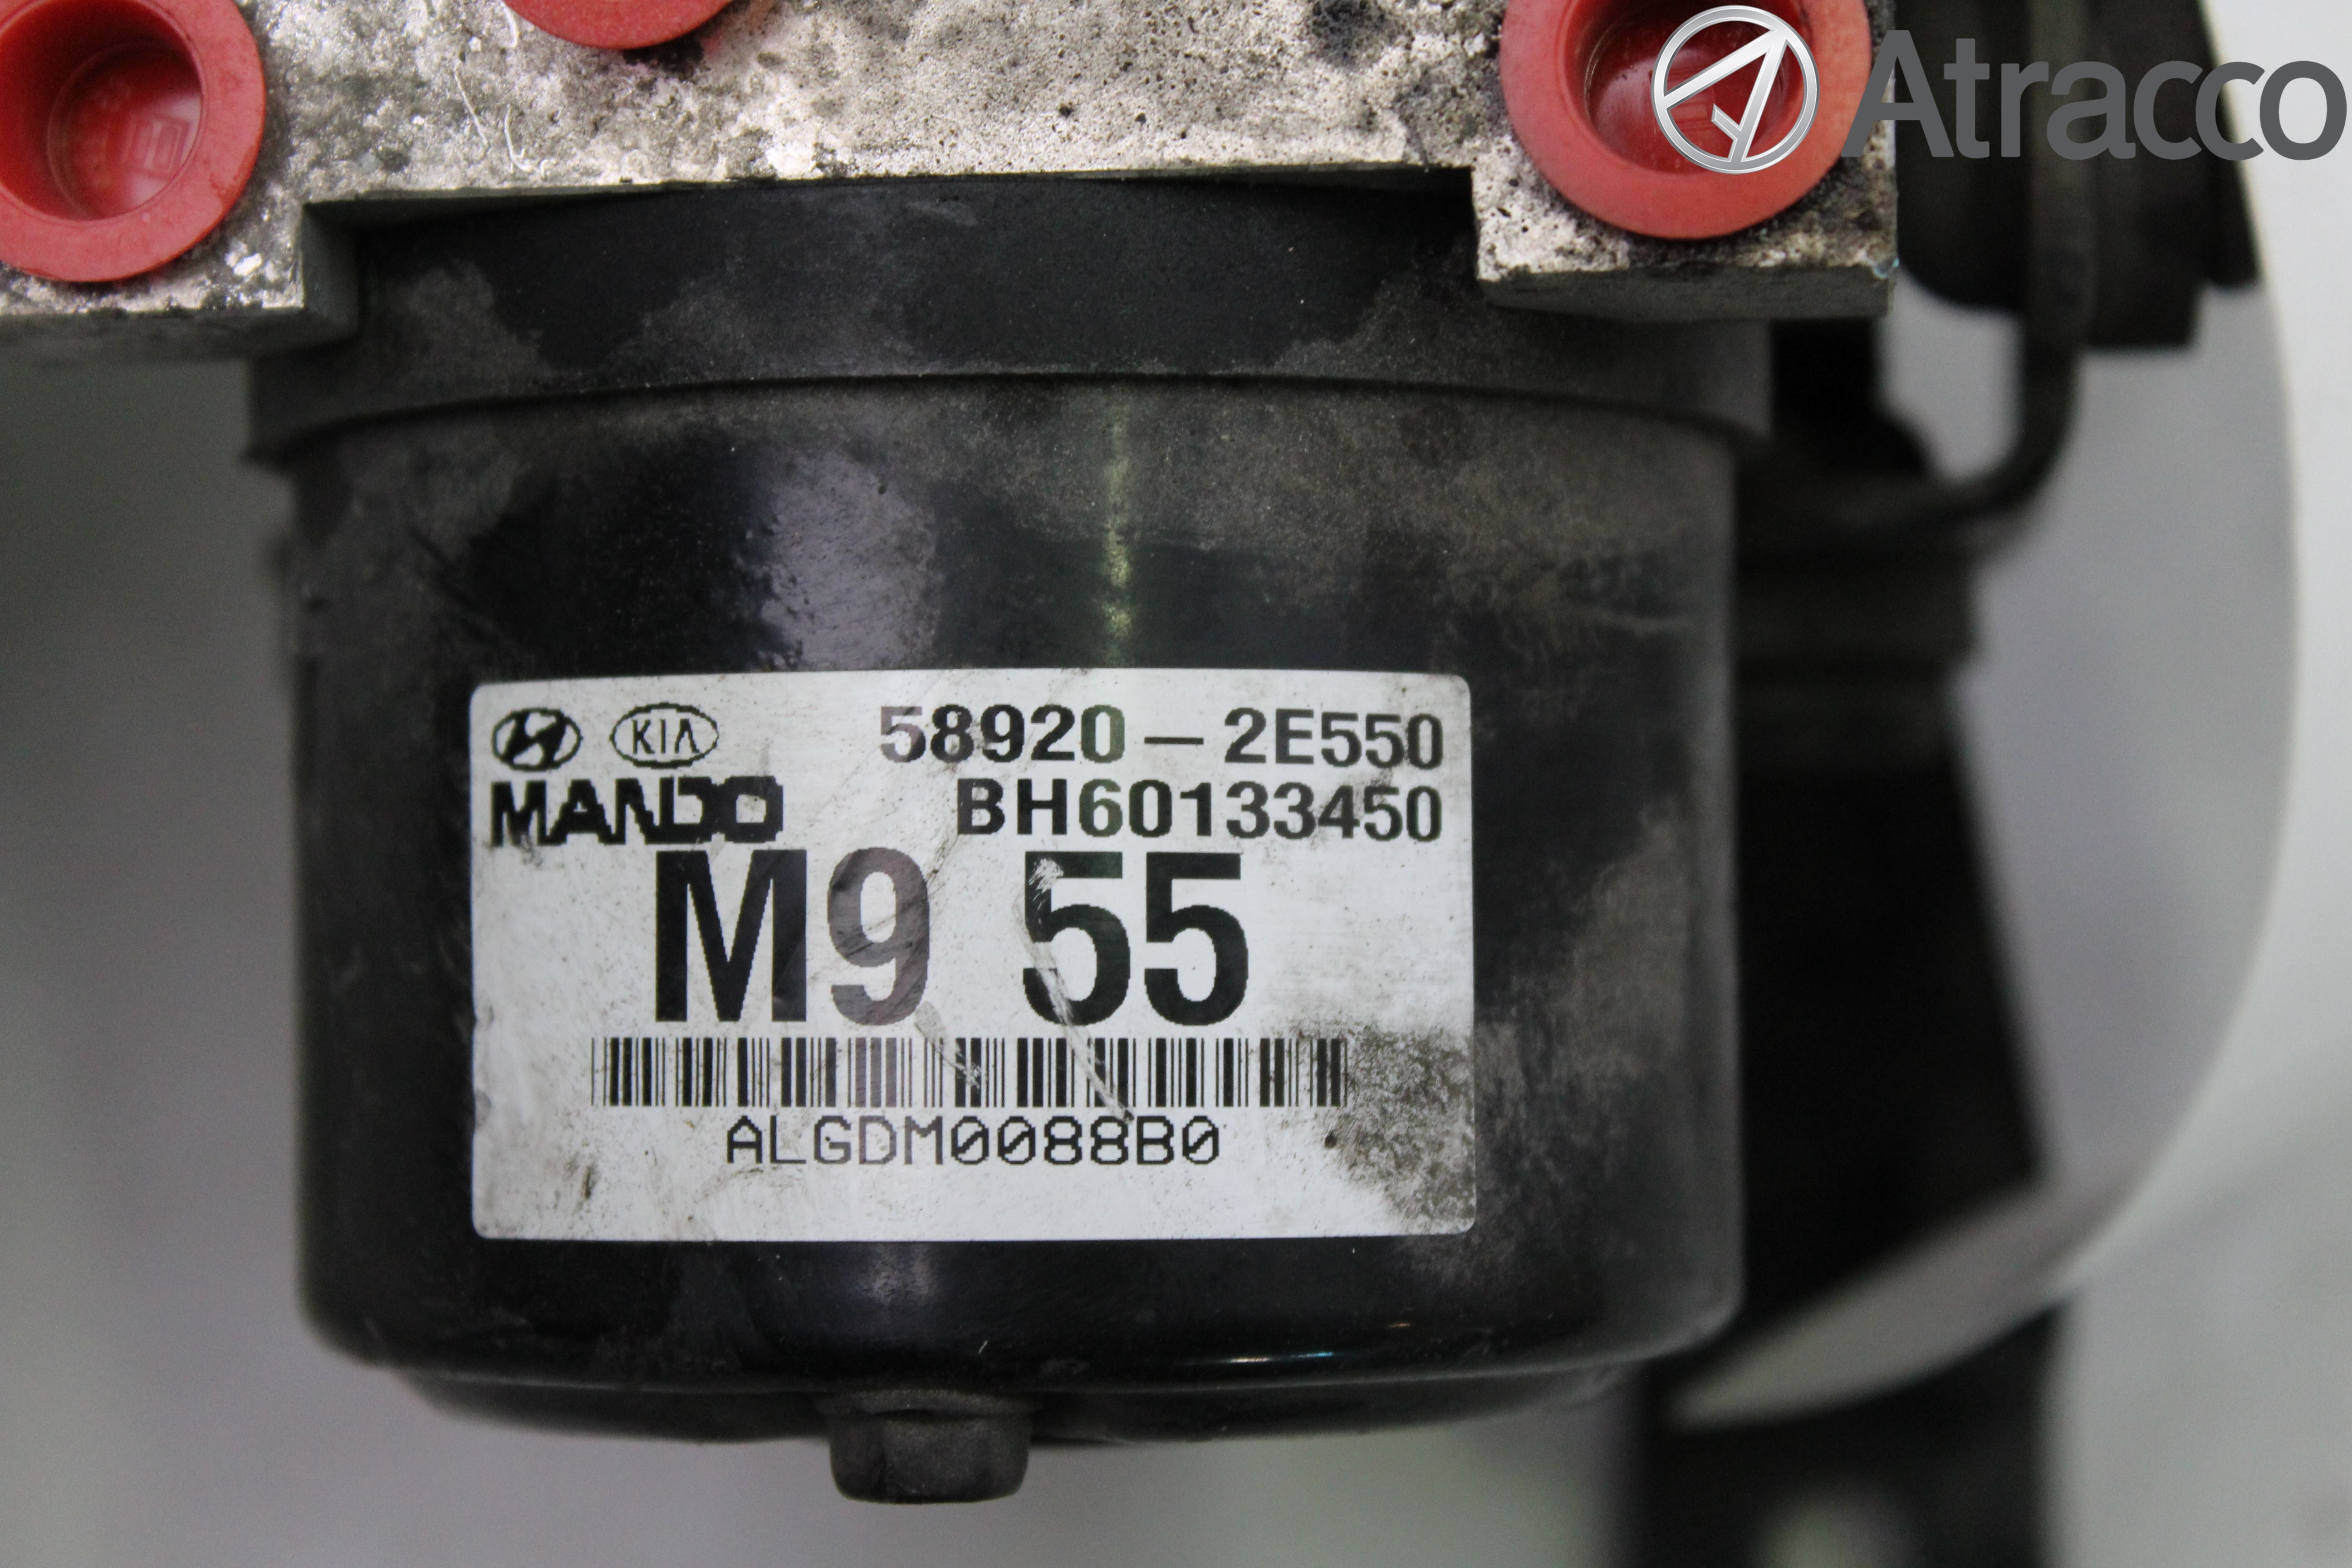 Atracco
KIA 58920-2E550
MANDO BH60133450
M9 55
ALGDM0088B0